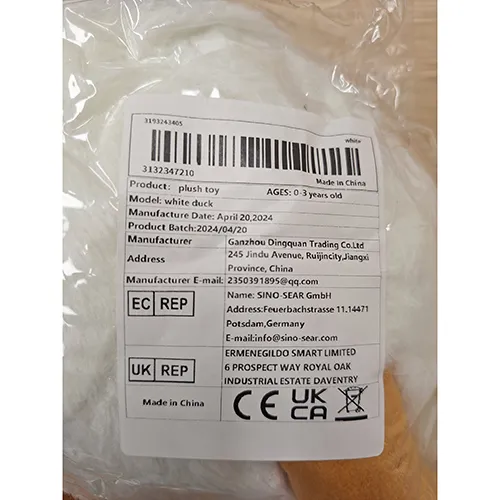 3193243405
white
3132347210
Made in China
Product: plush toy AGES: 0-3 years old
Model: white duck
Manufacture Date: April 20,2024
Product Batch:2024/04/20
Manufacturer Ganzhou Dingquan Trading Co.Ltd
Address 245 Jindu Avenue, Ruijincity,Jiangxi
Province, China
Manufacturer E-mail: 2350391895@qq.com
EC REP
Name: SINO-SEAR GmbH
Address:Feuerbachstrasse 11.14471
Potsdam,Germany
E-mail:info@sino-sear.com
UK REP
ERMENEGILDO SMART LIMITED
6 PROSPECT WAY ROYAL OAK
INDUSTRIAL ESTATE DAVENTRY
Made in China
CE UK
CA